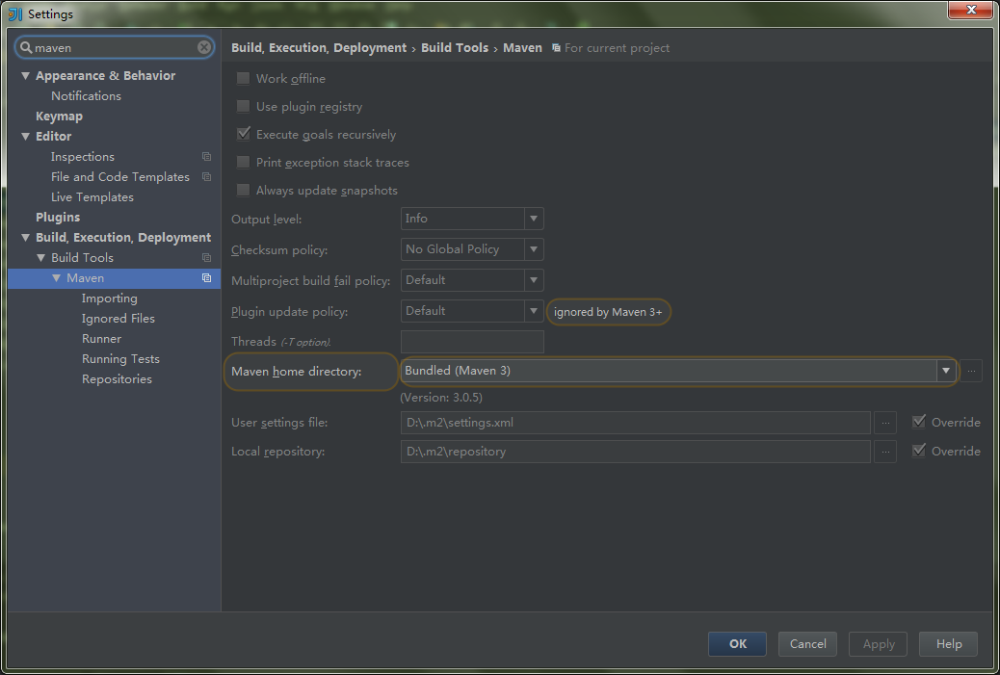 Settings
maven
Appearance & Behavior
Notifications
Keymap
Editor
Inspections
File and Code Templates
Live Templates
Plugins
Build, Execution, Deployment
Build Tools
Maven
Importing
Ignored Files
Runner
Running Tests
Repositories
Build, Execution, Deployment › Build Tools › Maven For current project
Work offline
Use plugin registry
Execute goals recursively
Print exception stack traces
Always update snapshots
Output level: Info
Checksum policy: No Global Policy
Multiproject build fail policy: Default
Plugin update policy: Default ignored by Maven 3+
Threads (-T option).
Maven home directory: Bundled (Maven 3) ...
(Version: 3.0.5)
User settings file: D:\.m2\settings.xml ... Override
Local repository: D:\.m2\repository ... Override
OK Cancel Apply Help